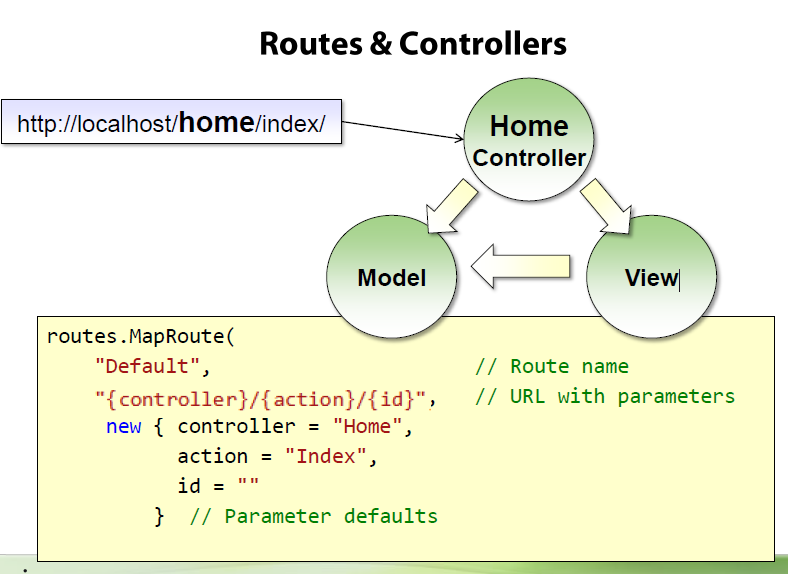 Routes & Controllers
http://localhost/home/index/
Home
Controller
Model
View
routes.MapRoute(
"Default", // Route name
"{controller}/{action}/{id}", // URL with parameters
new { controller = "Home",
action = "Index",
id = ""
} // Parameter defaults
.